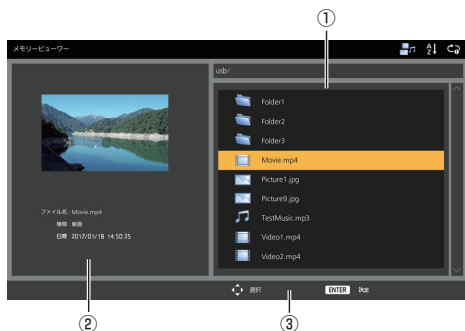 ①
メモリービューワー
usb/
Folder1
Folder2
Folder3
Movie.mp4
Picture1.jpg
Picture9.jpg
TestMusic.mp3
Video1.mp4
Video2.mp4
ファイル名 : Movie.mp4
種類 : 動画
日時 : 2017/01/18 14:50:25
選択
ENTER 決定
②
③